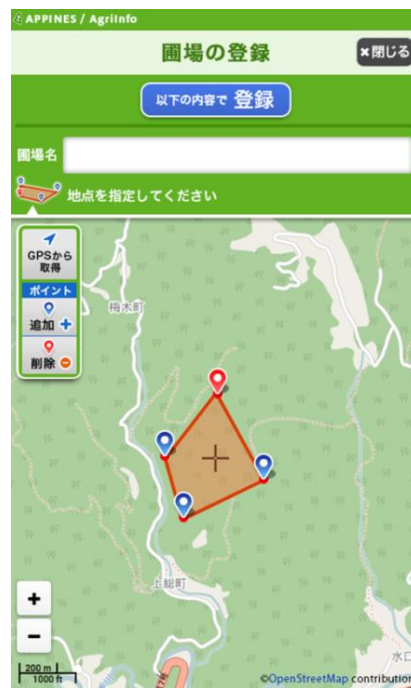 APPINES / AgriInfo
圃場の登録
×閉じる
以下の内容で 登録
圃場名
地点を指定してください
GPSから
取得
ポイント
追加 +
削除 -
梅木町
上総町
水口
+
−
200 m
1000 ft
©OpenStreetMap contribution